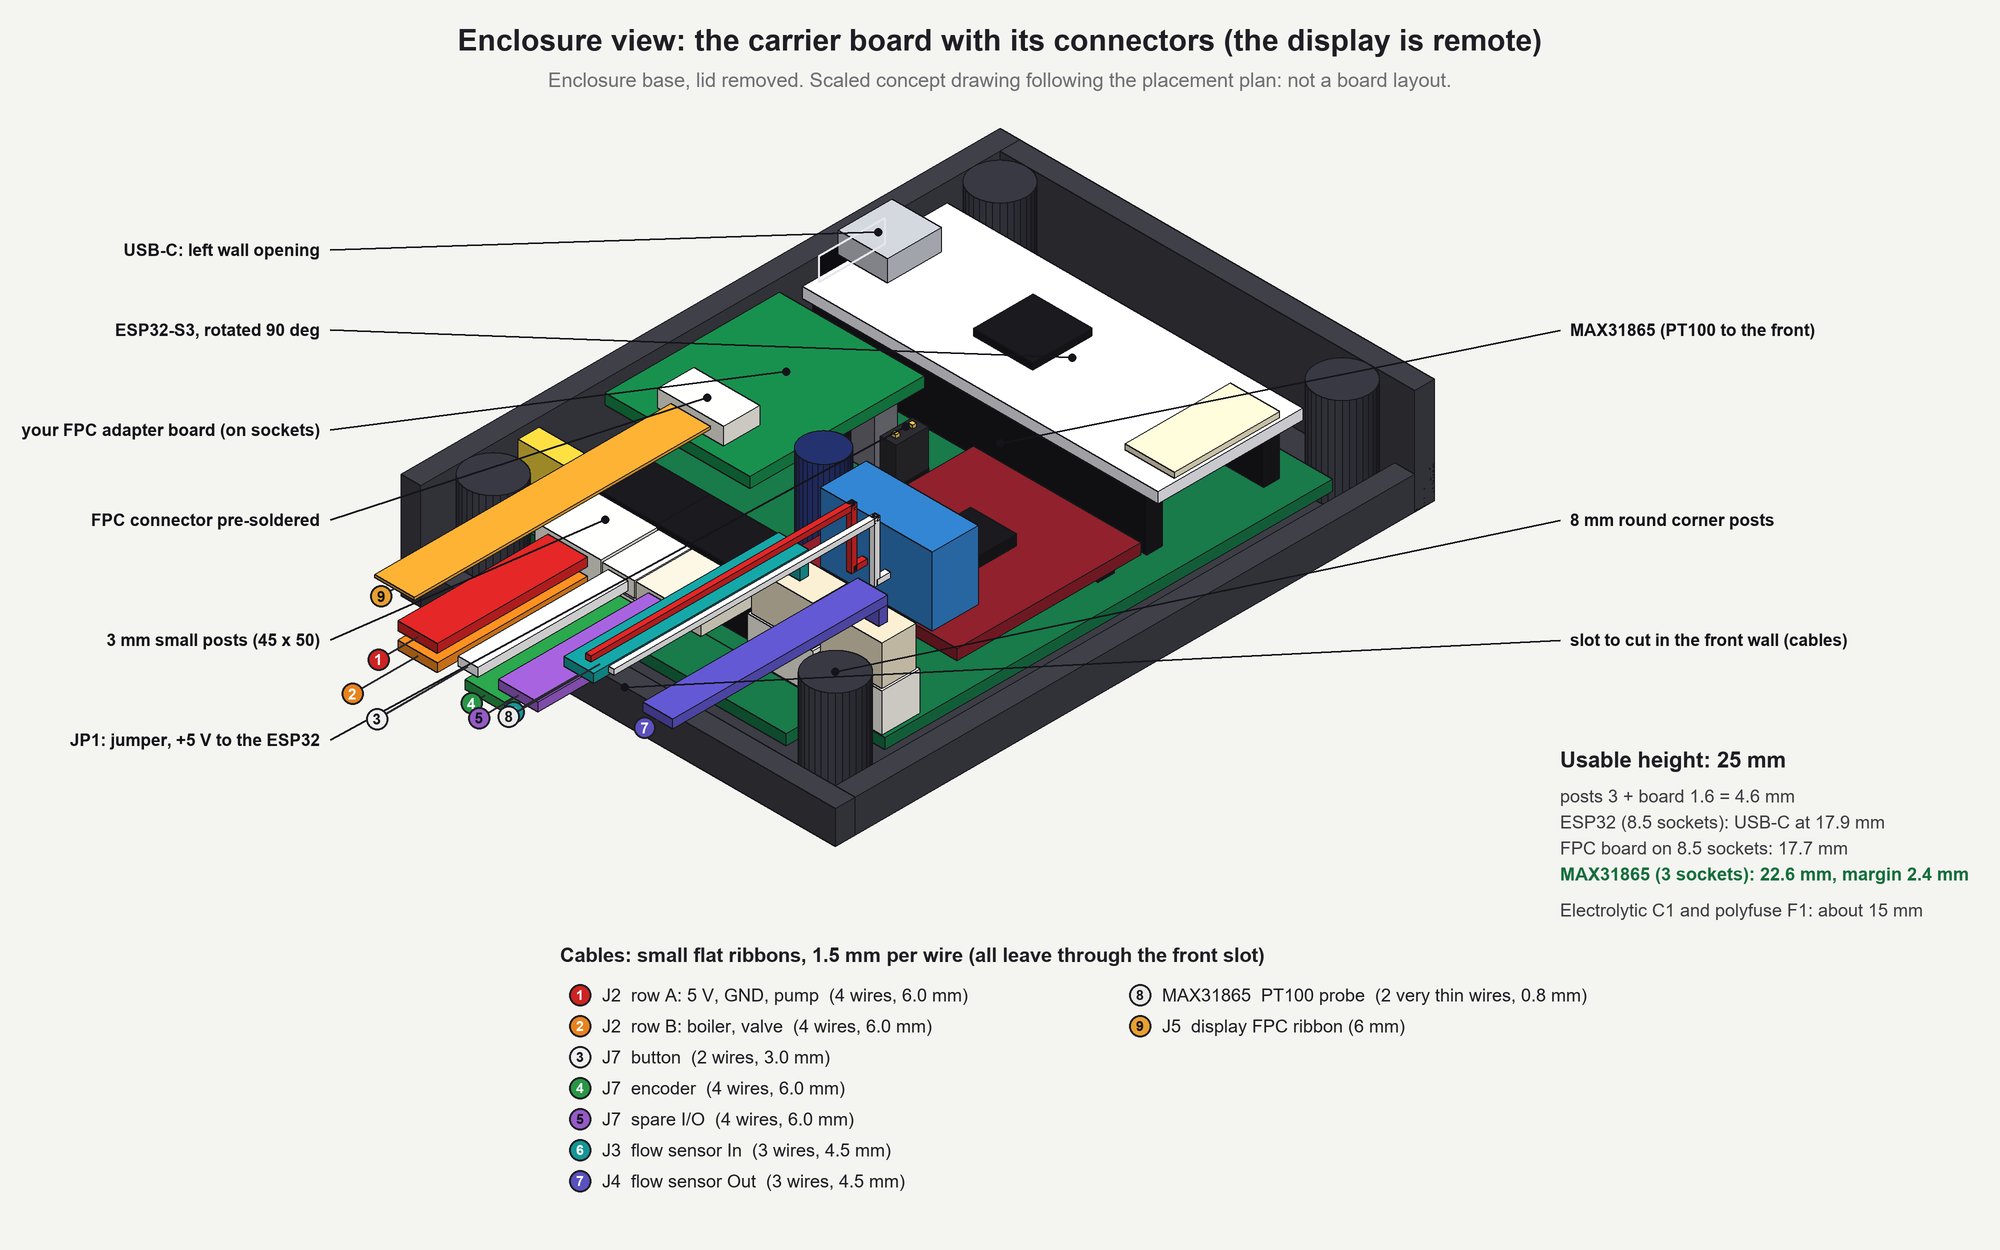 Enclosure view: the carrier board with its connectors (the display is remote)
Enclosure base, lid removed. Scaled concept drawing following the placement plan: not a board layout.
USB-C: left wall opening
ESP32-S3, rotated 90 deg
your FPC adapter board (on sockets)
FPC connector pre-soldered
3 mm small posts (45 x 50)
JP1: jumper, +5 V to the ESP32
MAX31865 (PT100 to the front)
8 mm round corner posts
slot to cut in the front wall (cables)
9
1
2
3
4
5
8
7
Usable height: 25 mm
posts 3 + board 1.6 = 4.6 mm
ESP32 (8.5 sockets): USB-C at 17.9 mm
FPC board on 8.5 sockets: 17.7 mm
MAX31865 (3 sockets): 22.6 mm, margin 2.4 mm
Electrolytic C1 and polyfuse F1: about 15 mm
Cables: small flat ribbons, 1.5 mm per wire (all leave through the front slot)
1 J2 row A: 5 V, GND, pump (4 wires, 6.0 mm)
2 J2 row B: boiler, valve (4 wires, 6.0 mm)
3 J7 button (2 wires, 3.0 mm)
4 J7 encoder (4 wires, 6.0 mm)
5 J7 spare I/O (4 wires, 6.0 mm)
6 J3 flow sensor In (3 wires, 4.5 mm)
7 J4 flow sensor Out (3 wires, 4.5 mm)
8 MAX31865 PT100 probe (2 very thin wires, 0.8 mm)
9 J5 display FPC ribbon (6 mm)